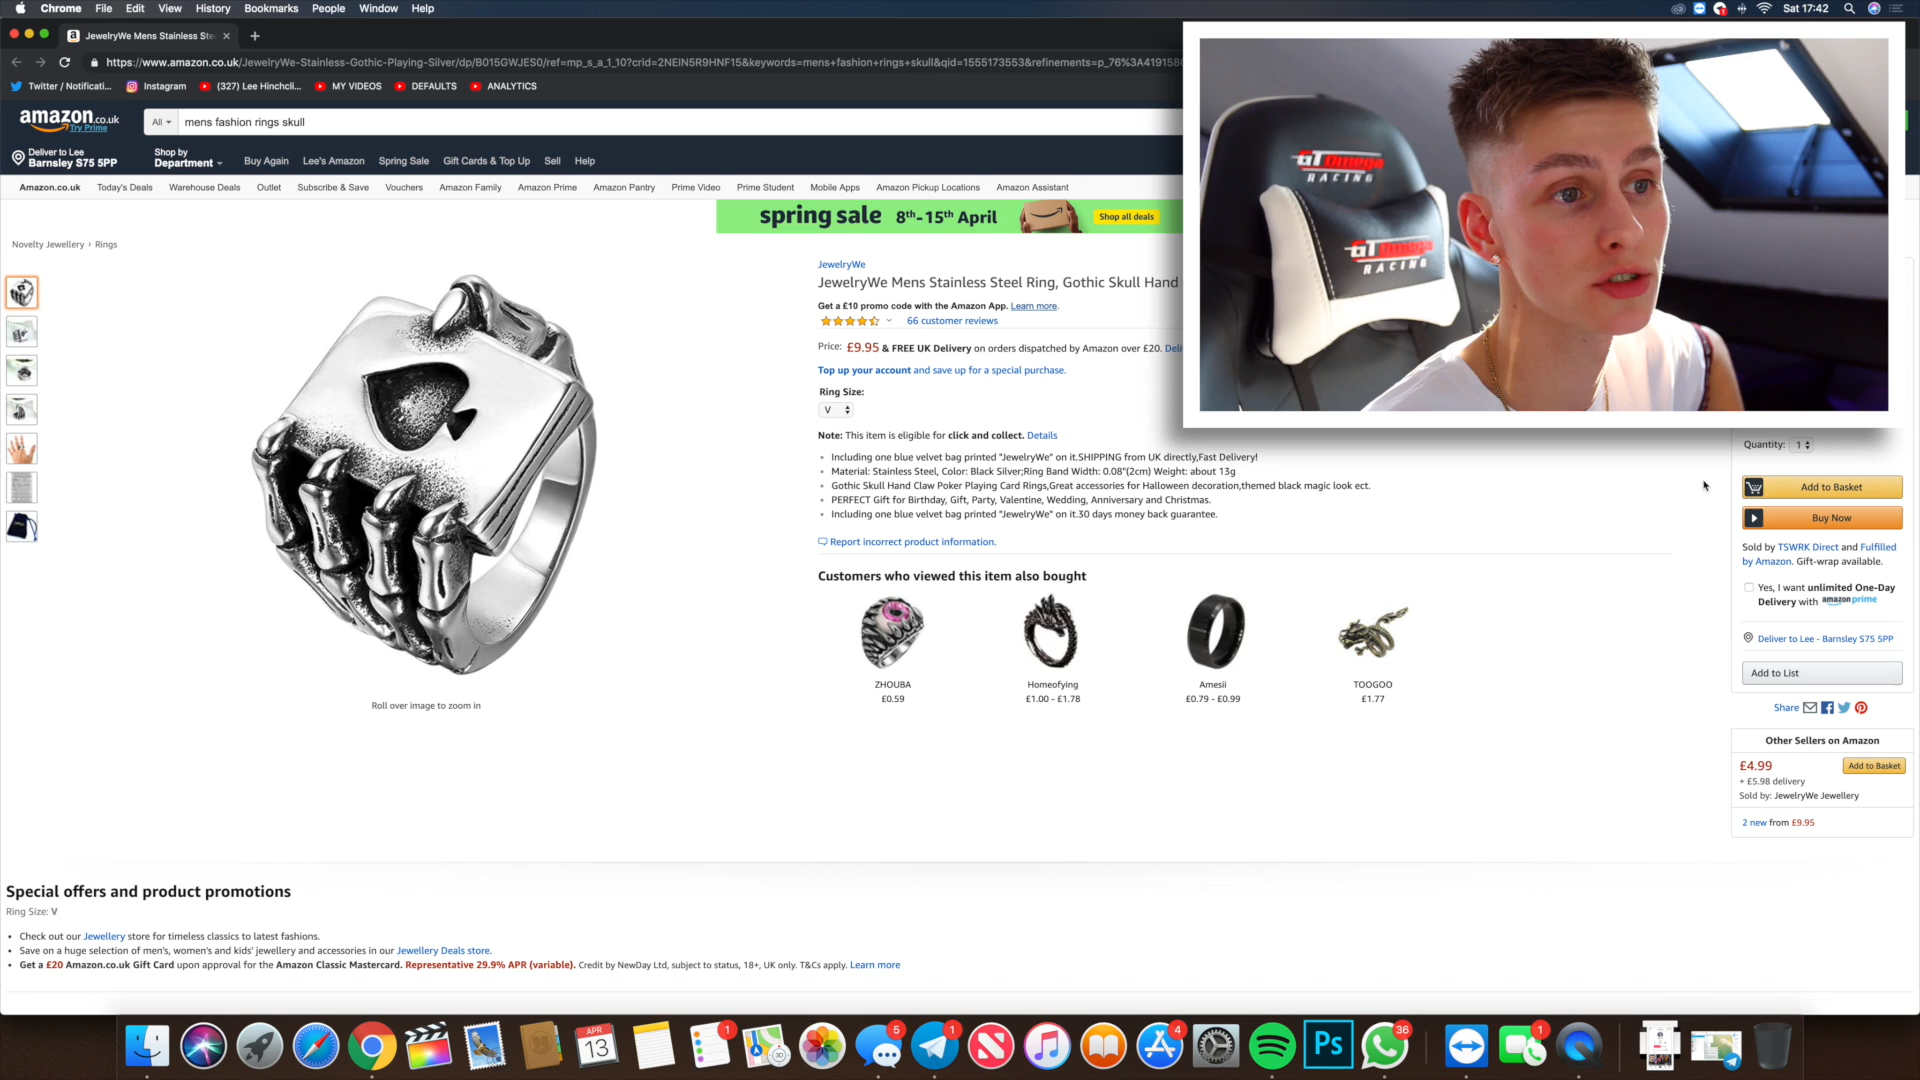 Chrome File Edit View History Bookmarks People Window Help
Sat 17:42
JewelryWe Mens Stainless Ste
https://www.amazon.co.uk/JewelryWe-Stainless-Gothic-Playing-Silver/dp/B015GWJES0/ref=mp_s_a_1_10?crid=2NEIN5R9HNF15&keywords=mens+fashion+rings+skull&qid=1555173553&refinements=p_76%3A419158
Twitter / Notificati... Instagram (327) Lee Hinchcli... MY VIDEOS DEFAULTS ANALYTICS
amazon.co.uk
Try Prime
All mens fashion rings skull
Deliver to Lee
Barnsley S75 5PP
Shop by
Department
Buy Again Lee's Amazon Spring Sale Gift Cards & Top Up Sell Help
Amazon.co.uk Today's Deals Warehouse Deals Outlet Subscribe & Save Vouchers Amazon Family Amazon Prime Amazon Pantry Prime Video Prime Student Mobile Apps Amazon Pickup Locations Amazon Assistant
spring sale 8th-15th April Shop all deals
GT Omega
RACING
GT Omega
RACING
Novelty Jewellery › Rings
Roll over image to zoom in
JewelryWe
JewelryWe Mens Stainless Steel Ring, Gothic Skull Hand
Get a £10 promo code with the Amazon App. Learn more.
66 customer reviews
Price: £9.95 & FREE UK Delivery on orders dispatched by Amazon over £20. Deli
Top up your account and save up for a special purchase.
Ring Size:
V
Note: This item is eligible for click and collect. Details
• Including one blue velvet bag printed "JewelryWe" on it.SHIPPING from UK directly,Fast Delivery!
• Material: Stainless Steel, Color: Black Silver;Ring Band Width: 0.08"(2cm) Weight: about 13g
• Gothic Skull Hand Claw Poker Playing Card Rings,Great accessories for Halloween decoration,themed black magic look ect.
• PERFECT Gift for Birthday, Gift, Party, Valentine, Wedding, Anniversary and Christmas.
• Including one blue velvet bag printed "JewelryWe" on it.30 days money back guarantee.
Report incorrect product information.
Customers who viewed this item also bought
ZHOUBA Homeofying Amesii TOOGOO
£0.59 £1.00 - £1.78 £0.79 - £0.99 £1.77
Quantity: 1
Add to Basket
Buy Now
Sold by TSWRK Direct and Fulfilled
by Amazon. Gift-wrap available.
Yes, I want unlimited One-Day
Delivery with amazon prime
Deliver to Lee - Barnsley S75 5PP
Add to List
Share
Other Sellers on Amazon
£4.99 Add to Basket
+ £5.98 delivery
Sold by: JewelryWe Jewellery
2 new from £9.95
Special offers and product promotions
Ring Size: V
• Check out our Jewellery store for timeless classics to latest fashions.
• Save on a huge selection of men's, women's and kids' jewellery and accessories in our Jewellery Deals store.
• Get a £20 Amazon.co.uk Gift Card upon approval for the Amazon Classic Mastercard. Representative 29.9% APR (variable). Credit by NewDay Ltd, subject to status, 18+, UK only. T&Cs apply. Learn more
APR
13
3D
1
5
1
4
Ps
36
1